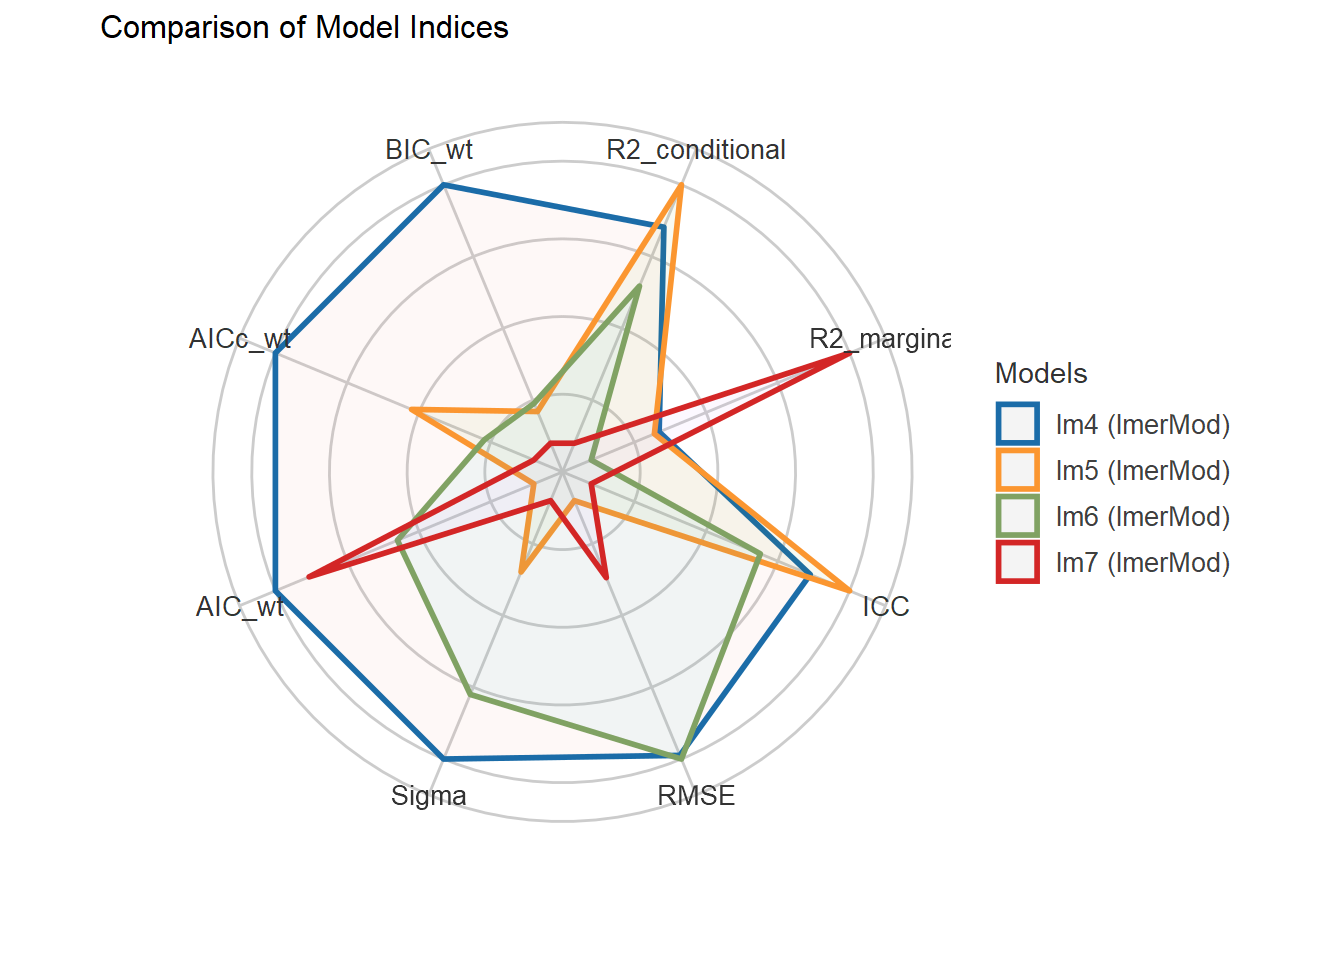 Comparison of Model Indices
BIC_wt
R2_conditional
AICc_wt
R2_margina
AIC_wt
ICC
Sigma
RMSE
Models
lm4 (lmerMod)
lm5 (lmerMod)
lm6 (lmerMod)
lm7 (lmerMod)